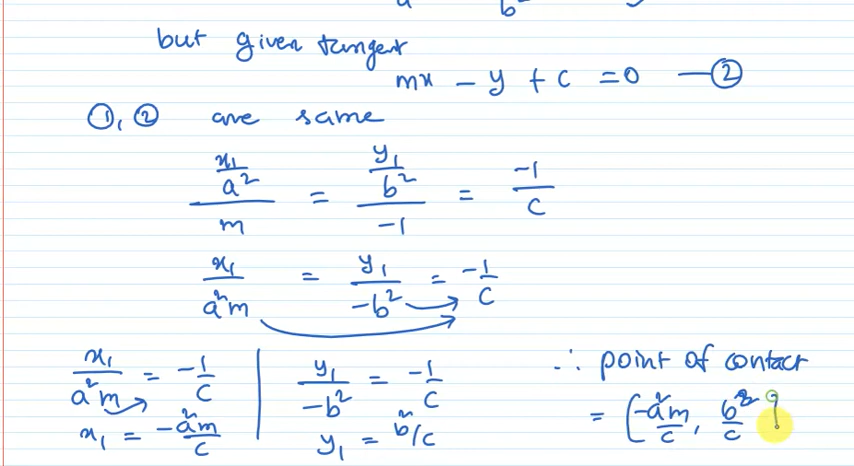 a b²
but given tangent
mx - y + c = 0 —②
①, ② are same
(x₁/a²)/m = (y₁/b²)/-1 = -1/c
x₁/a²m = y₁/-b² = -1/c
x₁/a²m = -1/c | y₁/-b² = -1/c ∴ point of contact
x₁ = -a²m/c | y₁ = b²/c = (-a²m/c, b²/c)